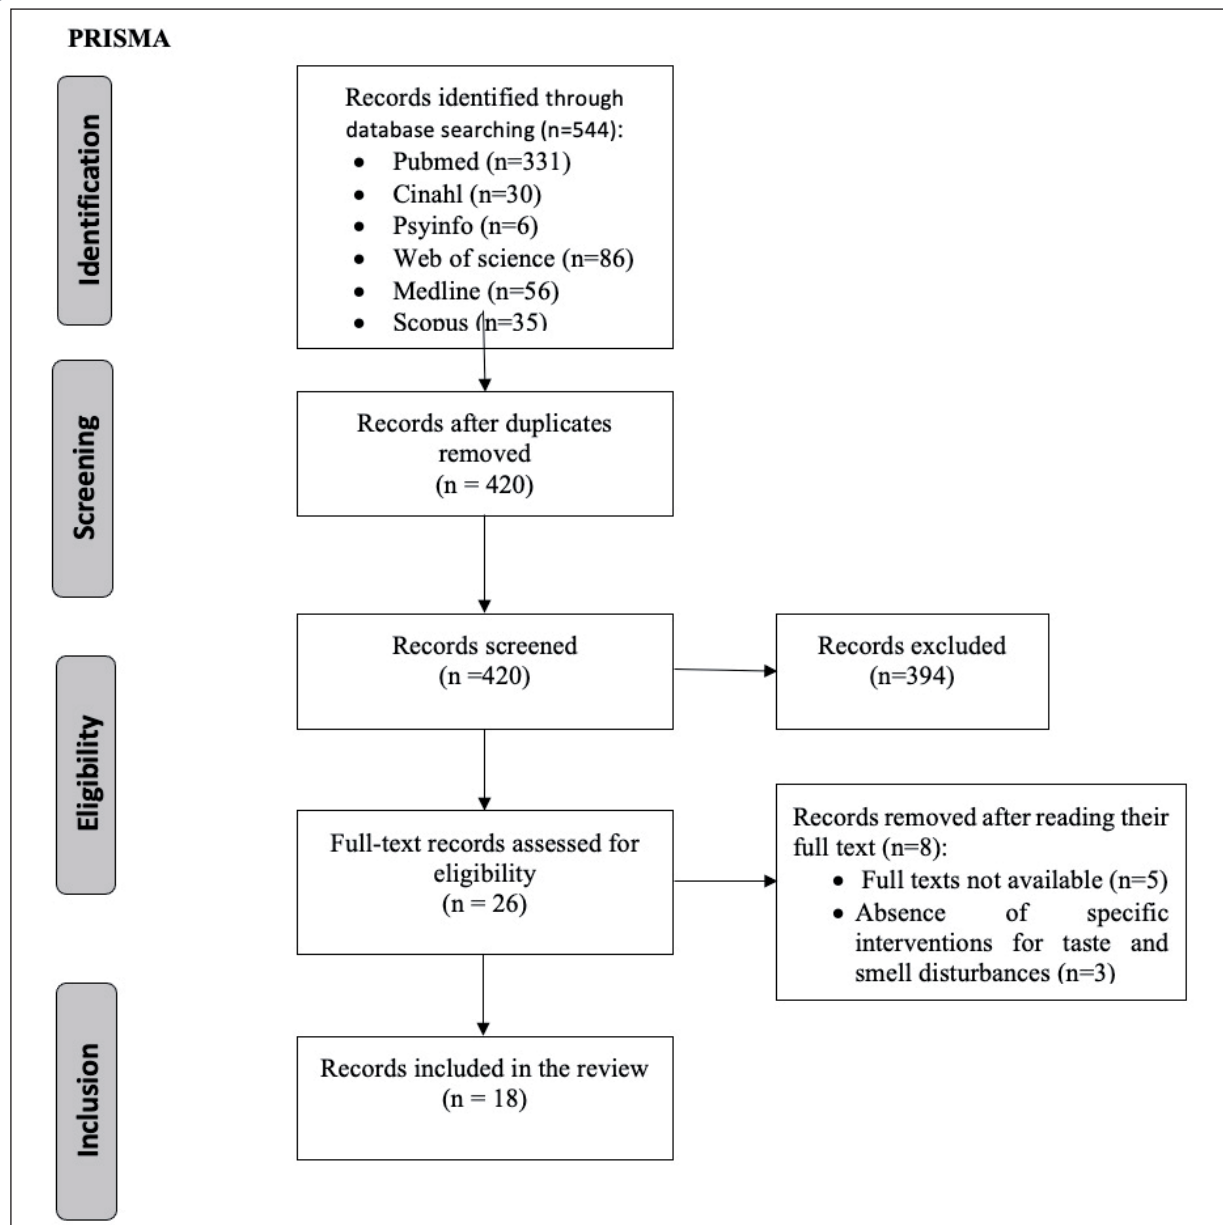 PRISMA
Identification
Records identified through
database searching (n=544):
• Pubmed (n=331)
• Cinahl (n=30)
• Psyinfo (n=6)
• Web of science (n=86)
• Medline (n=56)
• Scopus (n=35)
Screening
Records after duplicates
removed
(n = 420)
Records screened
(n =420)
Records excluded
(n=394)
Eligibility
Full-text records assessed for
eligibility
(n = 26)
Records removed after reading their
full text (n=8):
• Full texts not available (n=5)
• Absence of specific
interventions for taste and
smell disturbances (n=3)
Inclusion
Records included in the review
(n = 18)